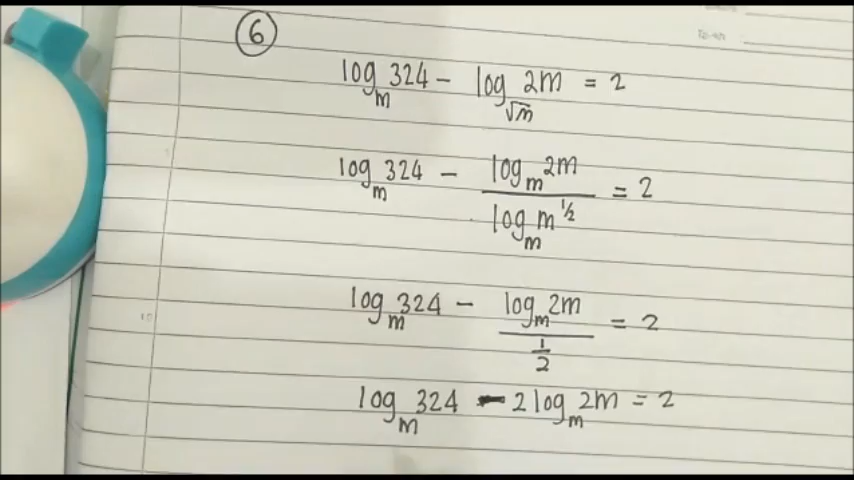 6
log_m 324 - log_√m 2m = 2
log_m 324 - (log_m 2m)/(log_m m^½) = 2
log_m 324 - (log_m 2m)/(1/2) = 2
log_m 324 - 2 log_m 2m = 2